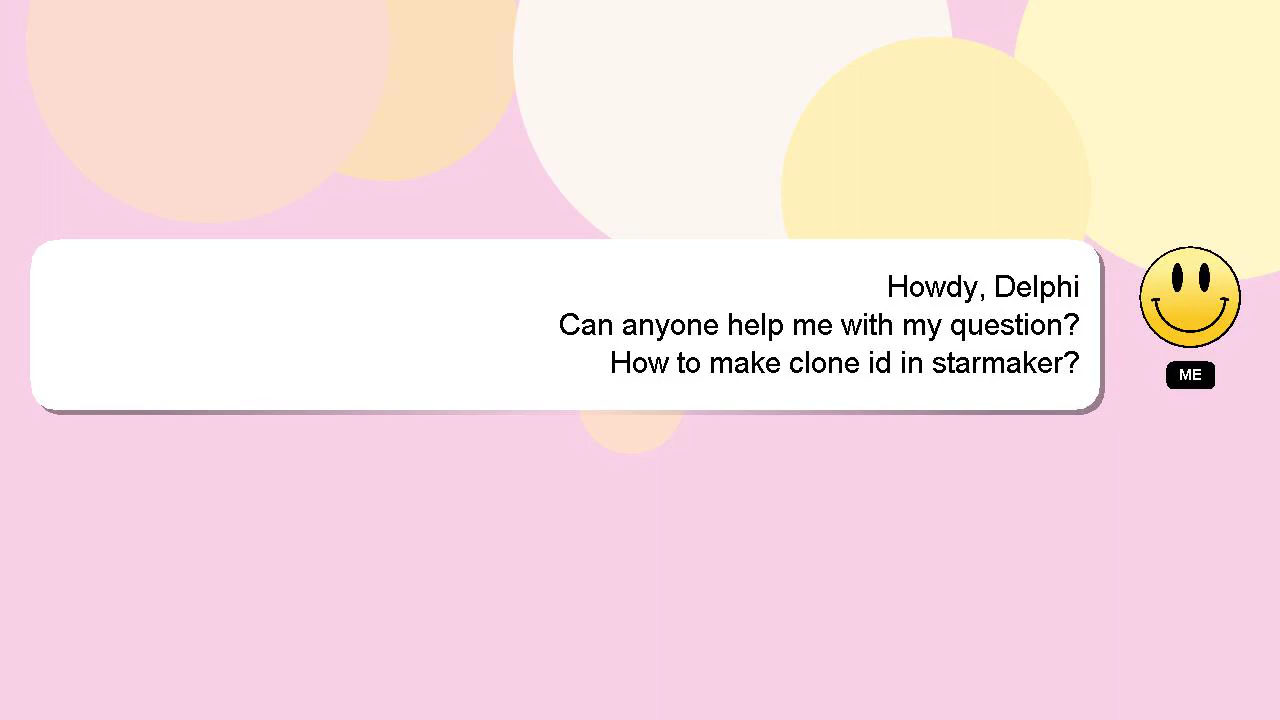 Howdy, Delphi
Can anyone help me with my question?
How to make clone id in starmaker?
ME